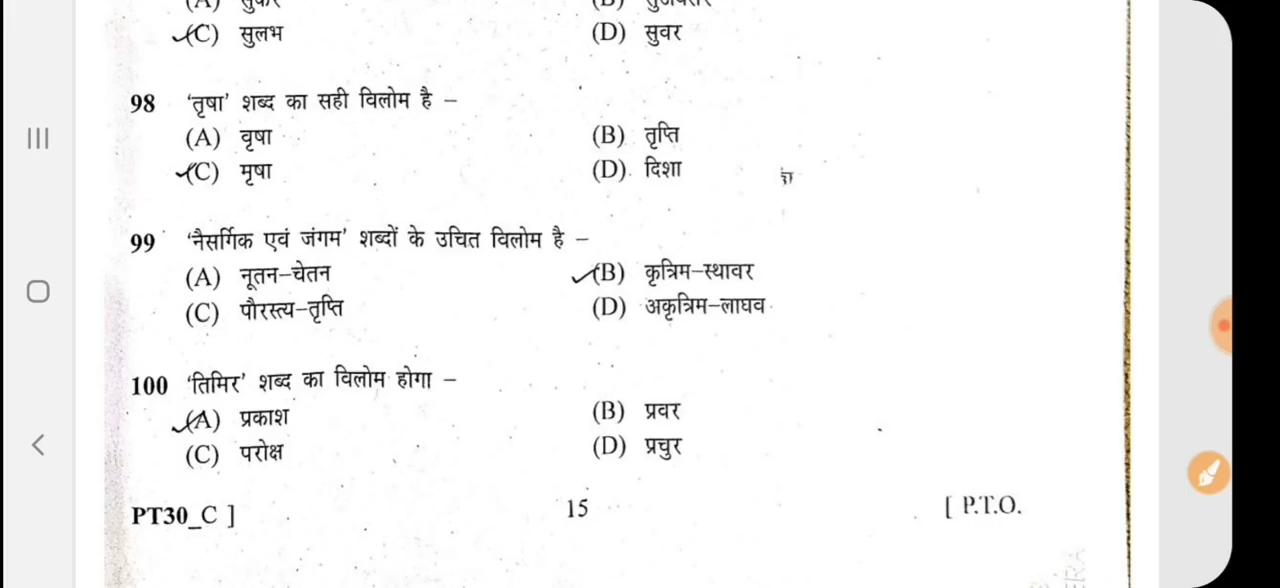 (C) सुलभ (D) सुवर
98 ‘तृषा’ शब्द का सही विलोम है –
(A) वृषा (B) तृप्ति
(C) मृषा (D) दिशा
99 ‘नैसर्गिक एवं जंगम’ शब्दों के उचित विलोम है –
(A) नूतन-चेतन (B) कृत्रिम-स्थावर
(C) पौरस्त्य-तृप्ति (D) अकृत्रिम-लाघव
100 ‘तिमिर’ शब्द का विलोम होगा –
(A) प्रकाश (B) प्रवर
(C) परोक्ष (D) प्रचुर
PT30_C ] 15 [ P.T.O.